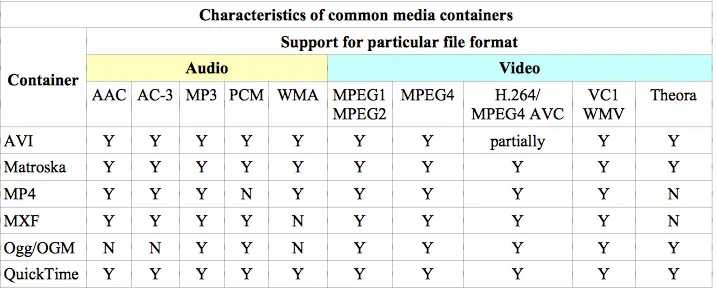 Characteristics of common media containers
Container
Support for particular file format
Audio Video
AAC AC-3 MP3 PCM WMA MPEG1 MPEG2 MPEG4 H.264/ MPEG4 AVC VC1 WMV Theora
AVI Y Y Y Y Y Y Y partially Y Y
Matroska Y Y Y Y Y Y Y Y Y Y
MP4 Y Y Y N Y Y Y Y Y N
MXF Y Y Y Y N Y Y Y Y N
Ogg/OGM N N Y Y N Y Y Y Y Y
QuickTime Y Y Y Y Y Y Y Y Y Y